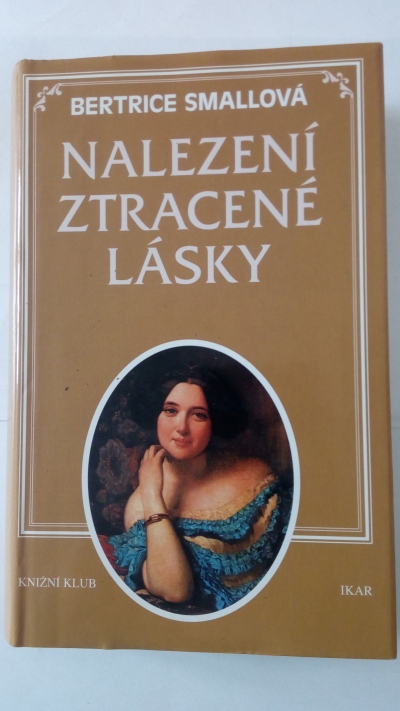 BERTRICE SMALLOVÁ
NALEZENÍ
ZTRACENÉ
LÁSKY
KNIŽNÍ KLUB
IKAR